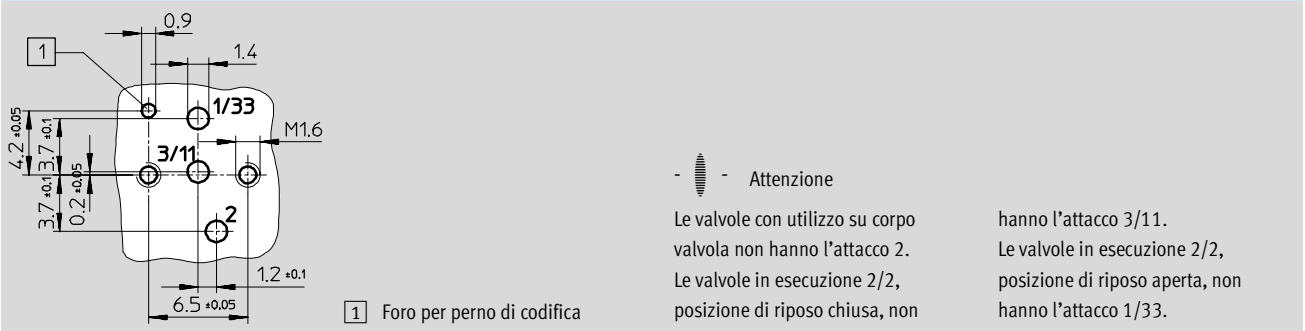 0.9
1
1.4
1/33
4.2 ±0.05
3.7 ±0.1
M1.6
3/11
3.7 ±0.1
0.2 ±0.05
2
1.2 ±0.1
6.5 ±0.05
1 Foro per perno di codifica
- - Attenzione
Le valvole con utilizzo su corpo
valvola non hanno l'attacco 2.
Le valvole in esecuzione 2/2,
posizione di riposo chiusa, non
hanno l'attacco 3/11.
Le valvole in esecuzione 2/2,
posizione di riposo aperta, non
hanno l'attacco 1/33.